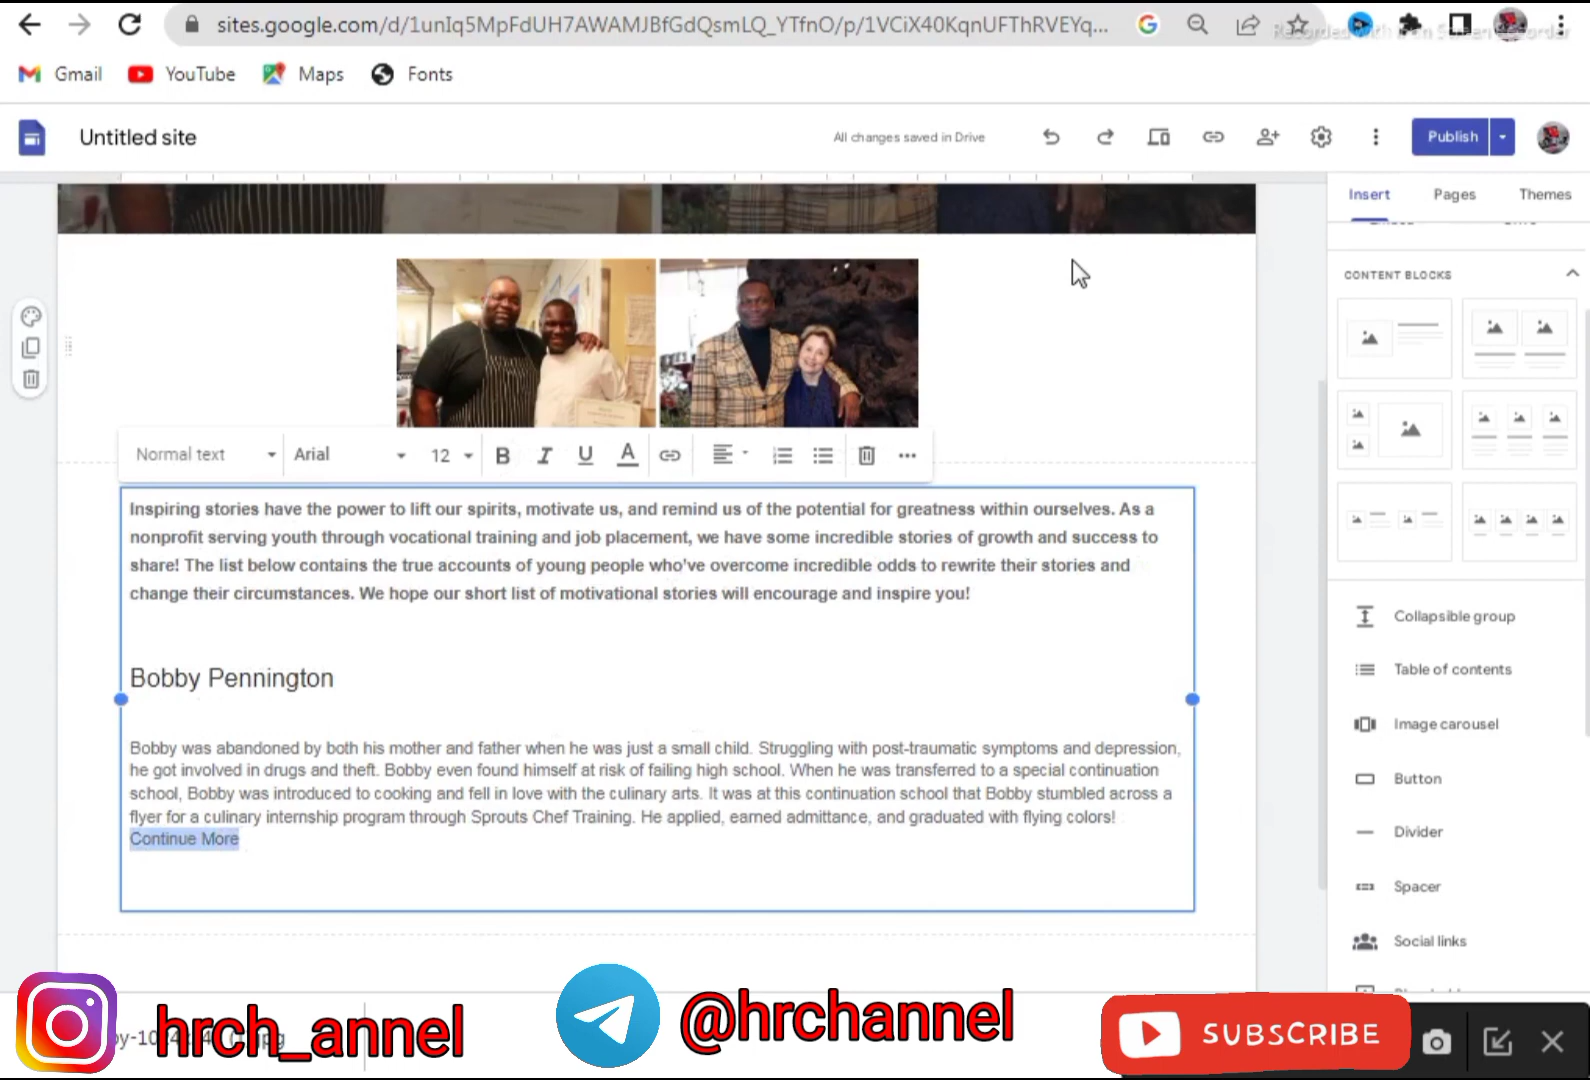 sites.google.com/d/1unIq5MpFdUH7AWAMJBfGdQsmLQ_YTfnO/p/1VCiX40KqnUFThRVEYq...
Gmail YouTube Maps Fonts
Untitled site
All changes saved in Drive
Publish
Insert Pages Themes
CONTENT BLOCKS
Normal text Arial 12 B I U A
Inspiring stories have the power to lift our spirits, motivate us, and remind us of the potential for greatness within ourselves. As a
nonprofit serving youth through vocational training and job placement, we have some incredible stories of growth and success to
share! The list below contains the true accounts of young people who've overcome incredible odds to rewrite their stories and
change their circumstances. We hope our short list of motivational stories will encourage and inspire you!
Bobby Pennington
Bobby was abandoned by both his mother and father when he was just a small child. Struggling with post-traumatic symptoms and depression,
he got involved in drugs and theft. Bobby even found himself at risk of failing high school. When he was transferred to a special continuation
school, Bobby was introduced to cooking and fell in love with the culinary arts. It was at this continuation school that Bobby stumbled across a
flyer for a culinary internship program through Sprouts Chef Training. He applied, earned admittance, and graduated with flying colors!
Continue More
Collapsible group
Table of contents
Image carousel
Button
Divider
Spacer
Social links
hrch_annel
@hrchannel
SUBSCRIBE